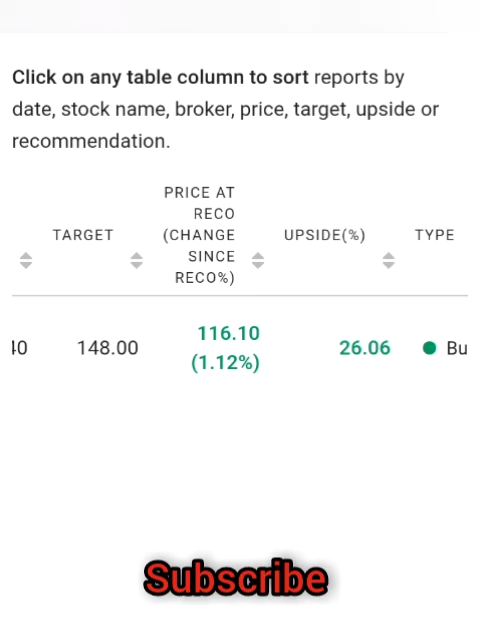 Click on any table column to sort reports by
date, stock name, broker, price, target, upside or
recommendation.
TARGET
PRICE AT
RECO
(CHANGE
SINCE
RECO%)
UPSIDE(%)
TYPE
148.00
116.10
(1.12%)
26.06
Bu
Subscribe